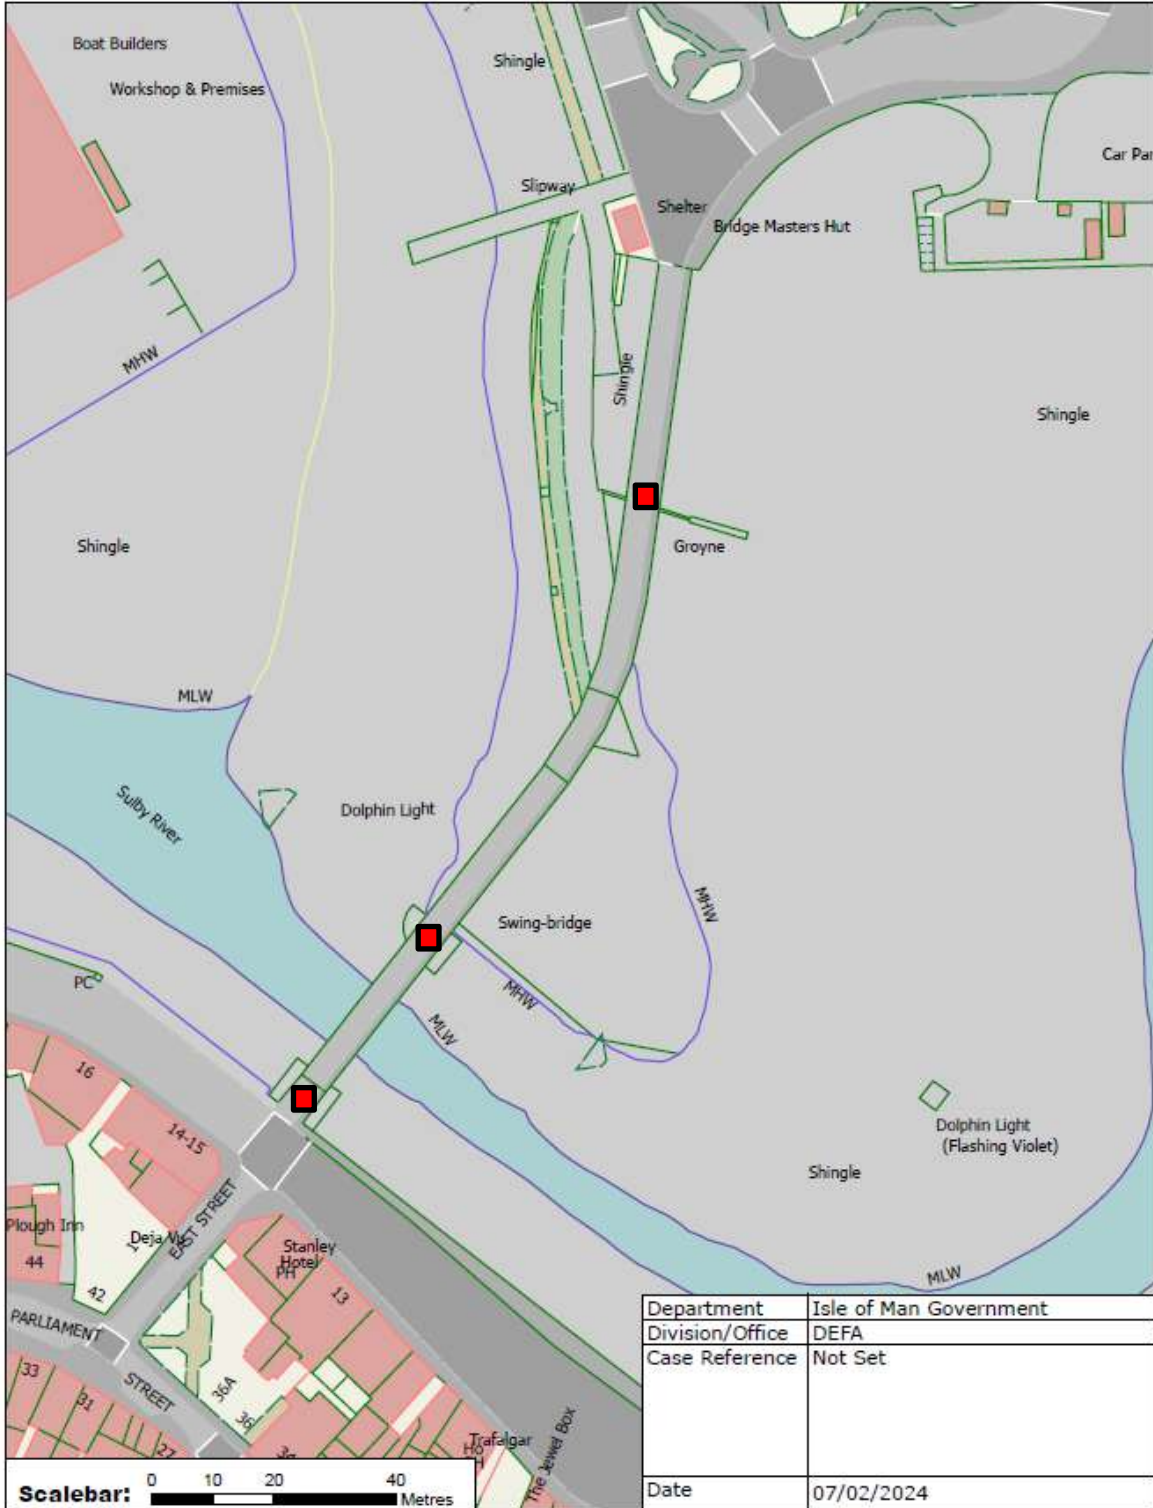 Boat Builders
Workshop & Premises
Shingle
Car Par
Slipway
Shelter
Bridge Masters Hut
MHW
Shingle
Shingle
Shingle
Groyne
MLW
Sulby River
Dolphin Light
Swing-bridge
MHW
PC
MHW
MLW
16
14-15
Dolphin Light
(Flashing Violet)
Shingle
Plough Inn
44
Deja Vu
EAST STREET
Stanley
Hotel
PH
13
42
MLW
PARLIAMENT
STREET
33
31
27
36A
36
Trafalgar
The Jewel Box
Department Isle of Man Government
Division/Office DEFA
Case Reference Not Set
Date 07/02/2024
Scalebar: 0 10 20 40
Metres